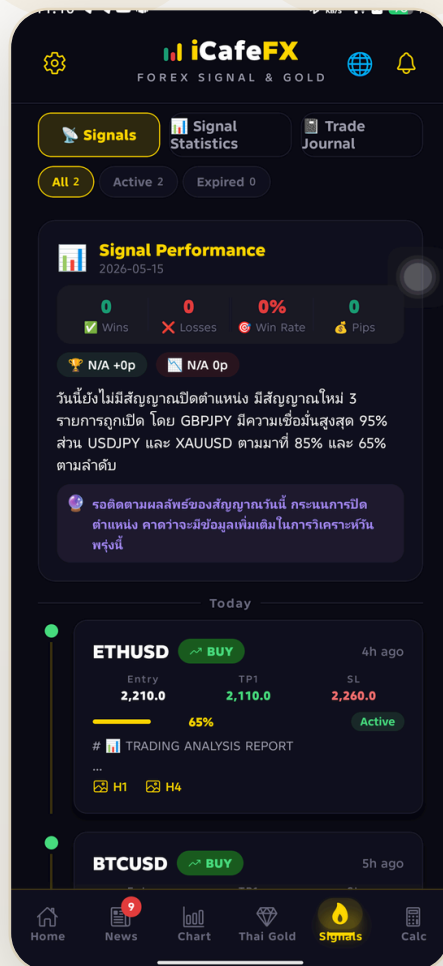 iCafeFX
FOREX SIGNAL & GOLD
Signals
Signal Statistics
Trade Journal
All 2
Active 2
Expired 0
Signal Performance
2026-05-15
0 0 0% 0
Wins Losses Win Rate Pips
N/A +0p N/A 0p
วันนี้ยังไม่มีสัญญาณปิดตำแหน่ง มีสัญญาณใหม่ 3
รายการถูกเปิด โดย GBPJPY มีความเชื่อมั่นสูงสุด 95%
ส่วน USDJPY และ XAUUSD ตามมาที่ 85% และ 65%
ตามลำดับ
รอติดตามผลลัพธ์ของสัญญาณวันนี้ กระนนการปิด
ตำแหน่ง คาดว่าจะมีข้อมูลเพิ่มเติมในการวิเคราะห์วัน
พรุ่งนี้
Today
ETHUSD BUY 4h ago
Entry TP1 SL
2,210.0 2,110.0 2,260.0
65% Active
# TRADING ANALYSIS REPORT
...
H1 H4
BTCUSD BUY 5h ago
9
Home News Chart Thai Gold Signals Calc